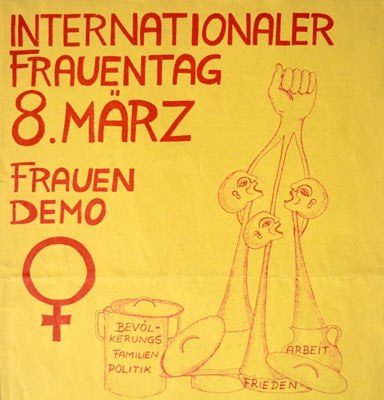 INTERNATIONALER
FRAUENTAG
8. MÄRZ
FRAUEN
DEMO
BEVÖL-
KERUNGS
FAMILIEN
POLITIK
ARBEIT
FRIEDEN